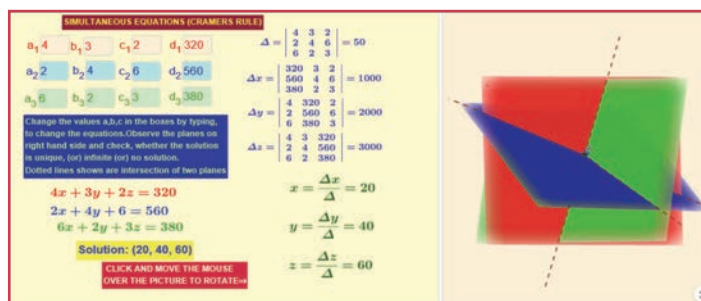 SIMULTANEOUS EQUATIONS (CRAMERS RULE)
a1 4 b1 3 c1 2 d1 320
a2 2 b2 4 c2 6 d2 560
a3 6 b3 2 c3 3 d3 380
Change the values a,b,c in the boxes by typing,
to change the equations.Observe the planes on
right hand side and check, whether the solution
is unique, (or) infinite (or) no solution.
Dotted lines shown are intersection of two planes
4x + 3y + 2z = 320
2x + 4y + 6 = 560
6x + 2y + 3z = 380
Solution: (20, 40, 60)
CLICK AND MOVE THE MOUSE
OVER THE PICTURE TO ROTATE⇒
Δ = | 4 3 2 | = 50
| 2 4 6 |
| 6 2 3 |
Δx = | 320 3 2 | = 1000
| 560 4 6 |
| 380 2 3 |
Δy = | 4 320 2 | = 2000
| 2 560 6 |
| 6 380 3 |
Δz = | 4 3 320 | = 3000
| 2 4 560 |
| 6 2 380 |
x = Δx/Δ = 20
y = Δy/Δ = 40
z = Δz/Δ = 60